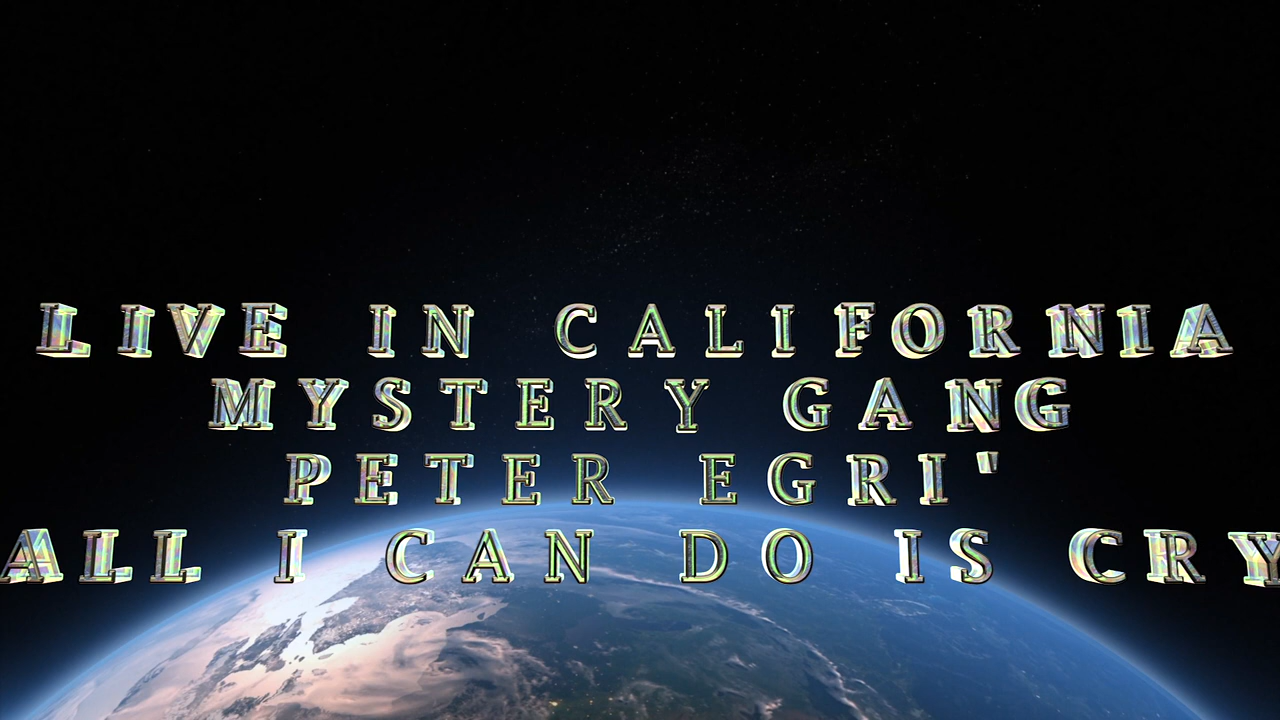 LIVE IN CALIFORNIA
MYSTERY GANG
PETER EGRI'
ALL I CAN DO IS CRY